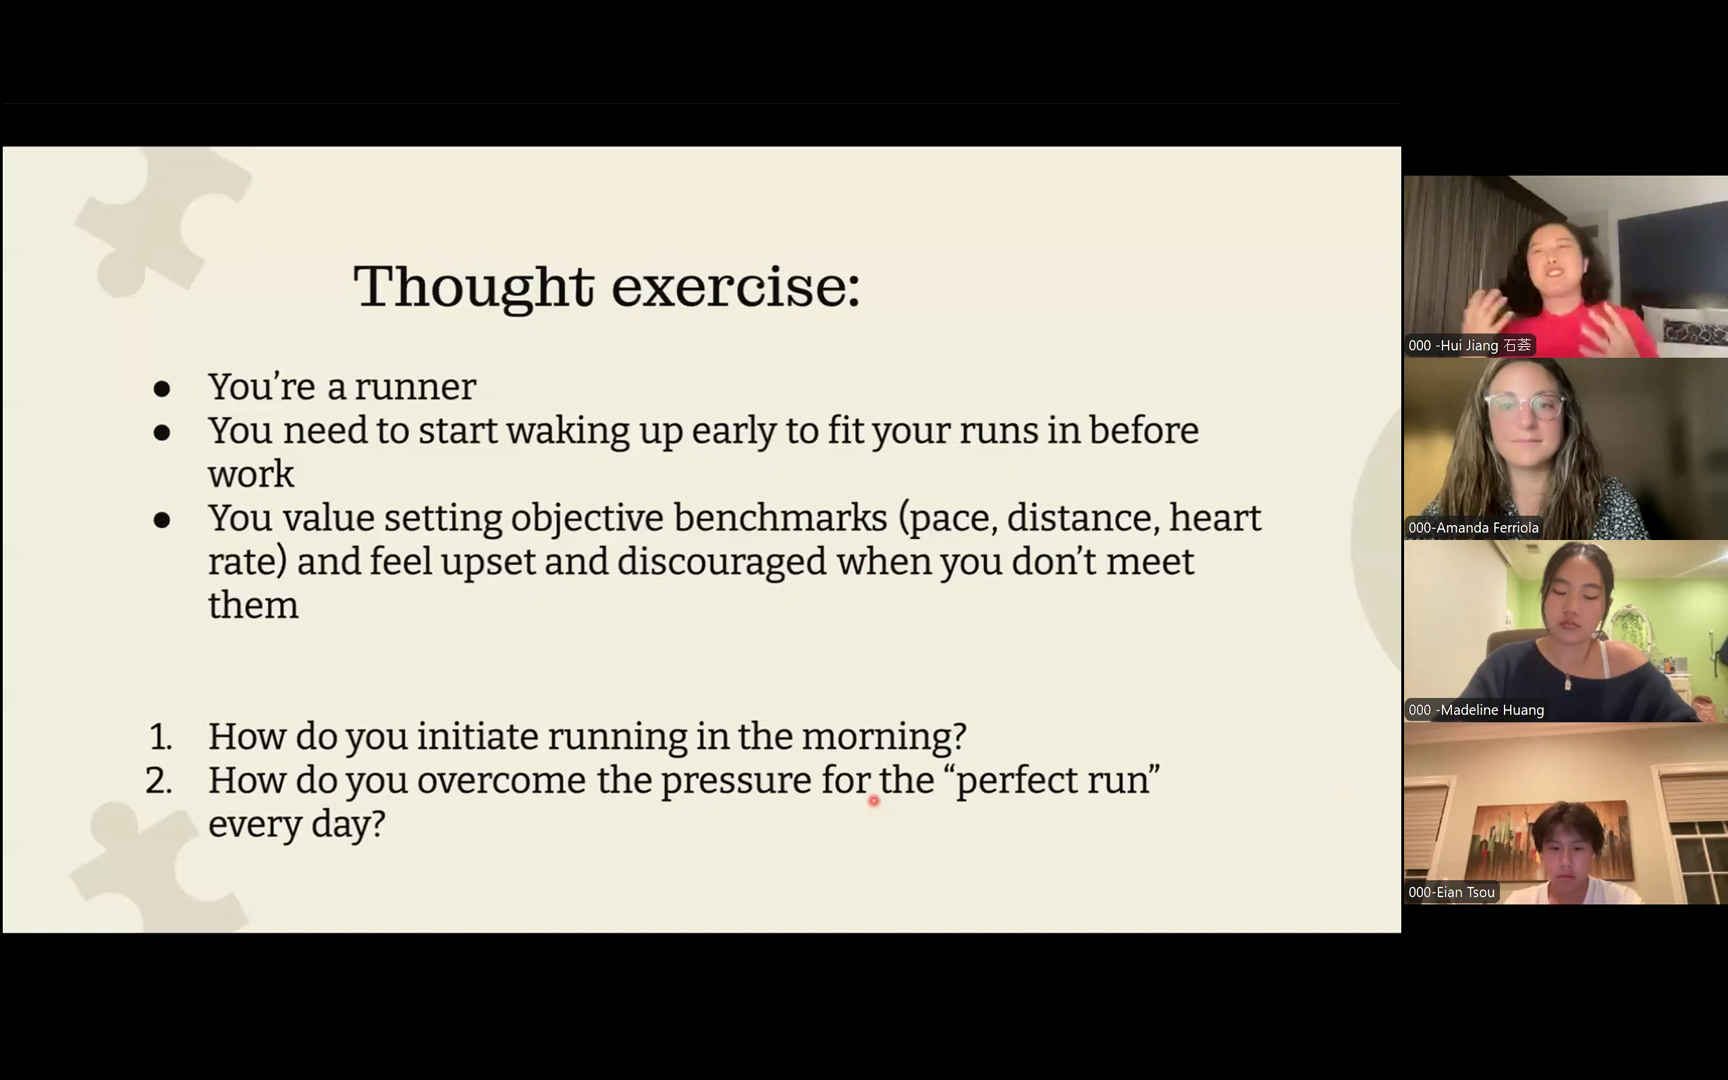 Thought exercise:
● You’re a runner
● You need to start waking up early to fit your runs in before
work
● You value setting objective benchmarks (pace, distance, heart
rate) and feel upset and discouraged when you don’t meet
them
1. How do you initiate running in the morning?
2. How do you overcome the pressure for the “perfect run”
every day?
000 -Hui Jiang 石荟
000-Amanda Ferriola
000 -Madeline Huang
000-Eian Tsou